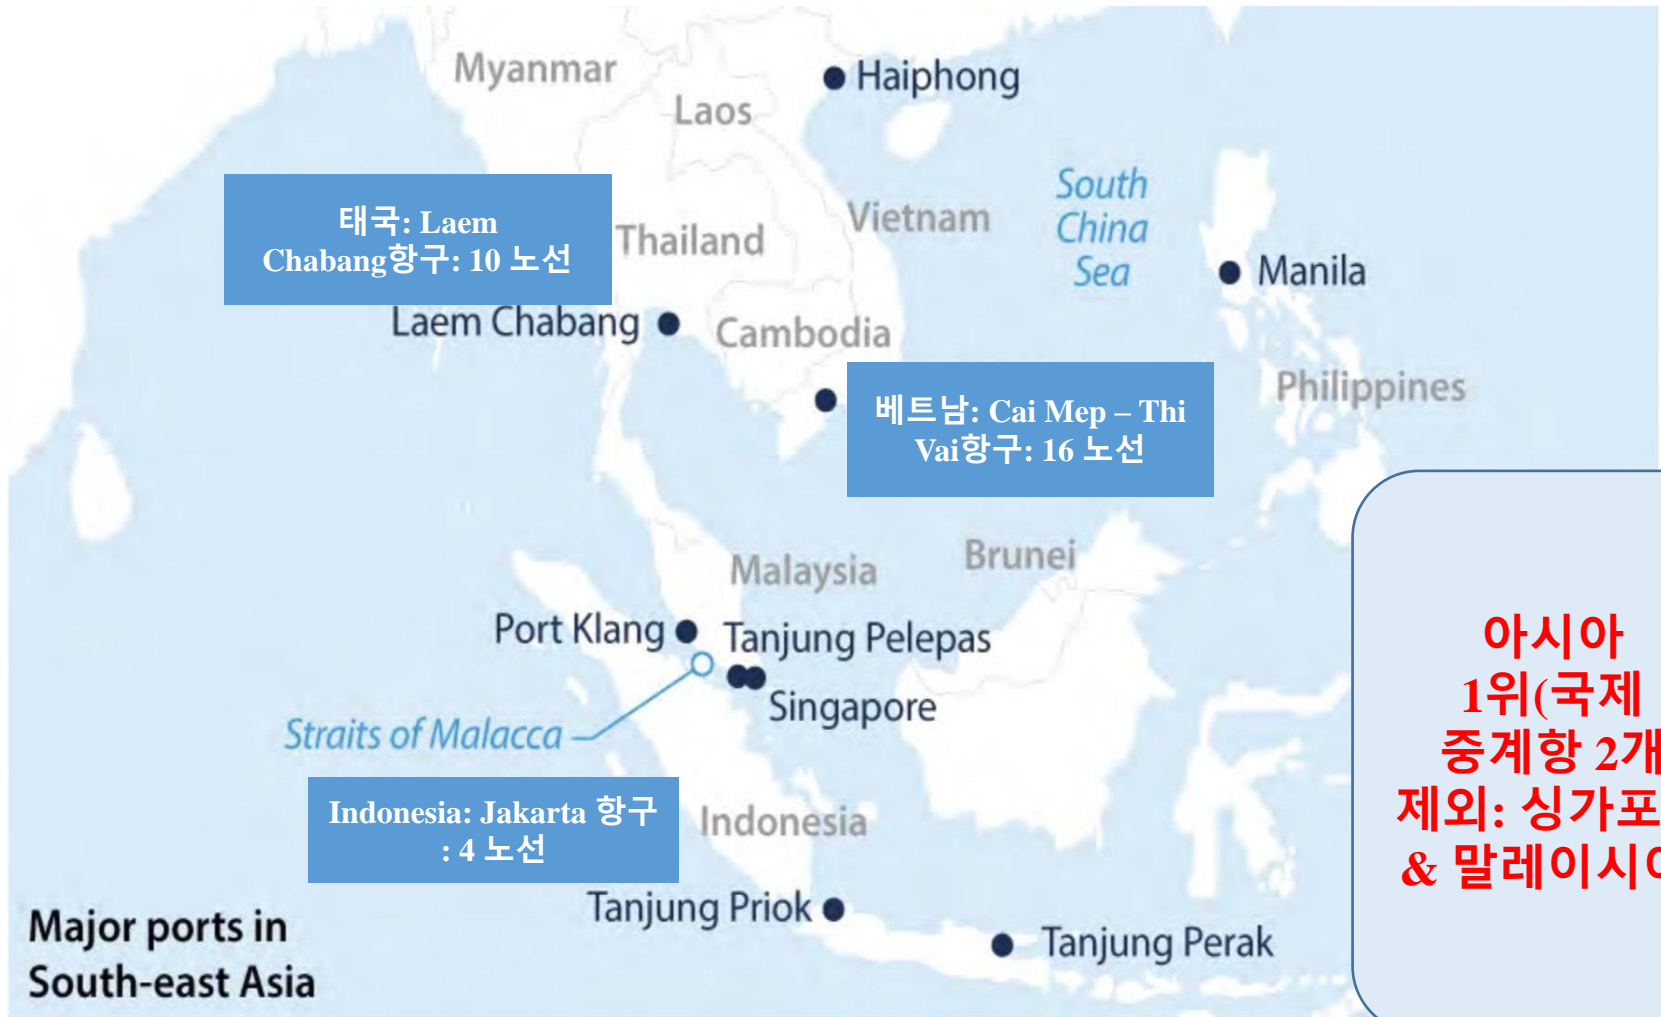 Myanmar
Haiphong
Laos
South
China
Sea
태국: Laem
Chabang항구: 10 노선
Thailand
Vietnam
Manila
Laem Chabang
Cambodia
베트남: Cai Mep – Thi
Vai항구: 16 노선
Philippines
Malaysia
Brunei
Port Klang
Tanjung Pelepas
Singapore
Straits of Malacca
Indonesia: Jakarta 항구
: 4 노선
Indonesia
Tanjung Priok
Tanjung Perak
Major ports in
South-east Asia
아시아
1위(국제
중계항 2개
제외: 싱가포
& 말레이시